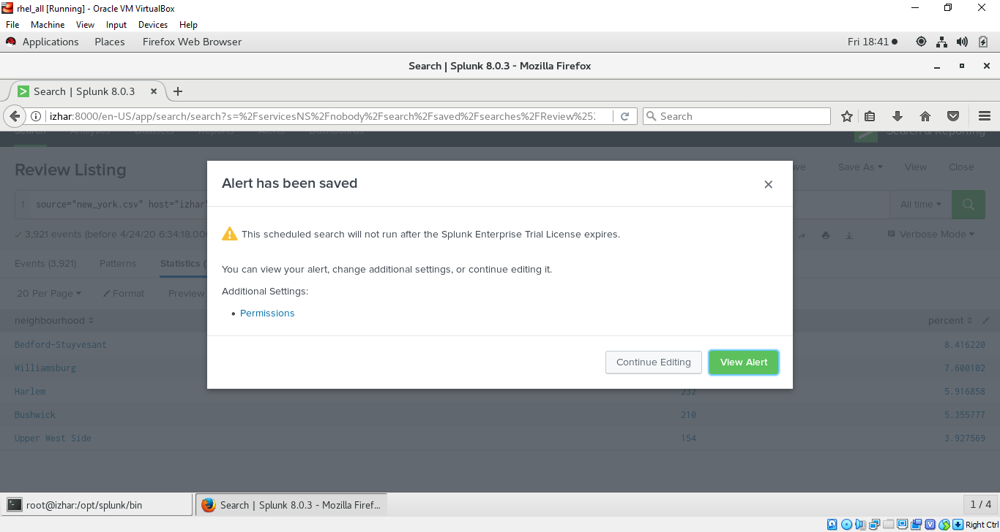 rhel_all [Running] - Oracle VM VirtualBox
File Machine View Input Devices Help
Applications Places Firefox Web Browser Fri 18:41
Search | Splunk 8.0.3 - Mozilla Firefox
Search | Splunk 8.0.3
izhar:8000/en-US/app/search/search?s=%2FservicesNS%2Fnobody%2Fsearch%2Fsaved%2Fsearches%2FReview%25 Search
Search Analytics Datasets Reports Alerts Dashboards Search & Reporting
Review Listing Save As View Close
Alert has been saved
1 source="new_york.csv" host="izhar" All time
This scheduled search will not run after the Splunk Enterprise Trial License expires.
3,921 events (before 4/24/20 6:34:18.00 Verbose Mode
Events (3,921) Patterns Statistics (
You can view your alert, change additional settings, or continue editing it.
20 Per Page Format Preview
Additional Settings:
Permissions
neighbourhood percent
Bedford-Stuyvesant 8.416220
Continue Editing View Alert
Williamsburg 7.600102
Harlem 232 5.916858
Bushwick 210 5.355777
Upper West Side 154 3.927569
root@izhar:/opt/splunk/bin Search | Splunk 8.0.3 - Mozilla Firef... 1 / 4
Right Ctrl